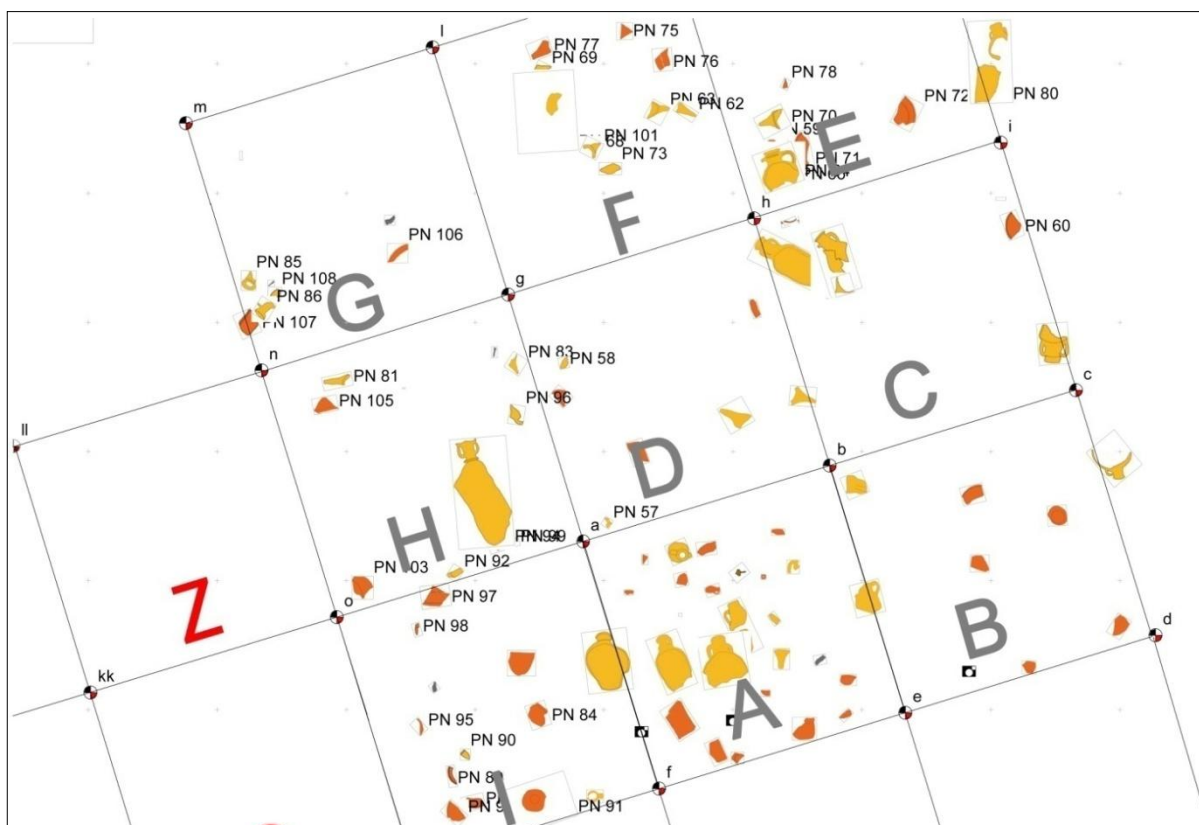 l
PN 77
PN 75
PN 69
PN 76
PN 78
PN 72
PN 80
m
PN 63
PN 62
PN 70
PN 101
PN 73
PN 71
E
i
h
F
PN 60
PN 106
PN 85
PN 108
PN 86
PN 107
G
g
n
PN 83
PN 58
PN 81
PN 105
PN 96
C
c
ll
D
b
PN 57
a
H
PN 92
PN 97
PN 98
Z
o
B
d
kk
A
e
PN 95
PN 84
PN 90
I
PN 91
f